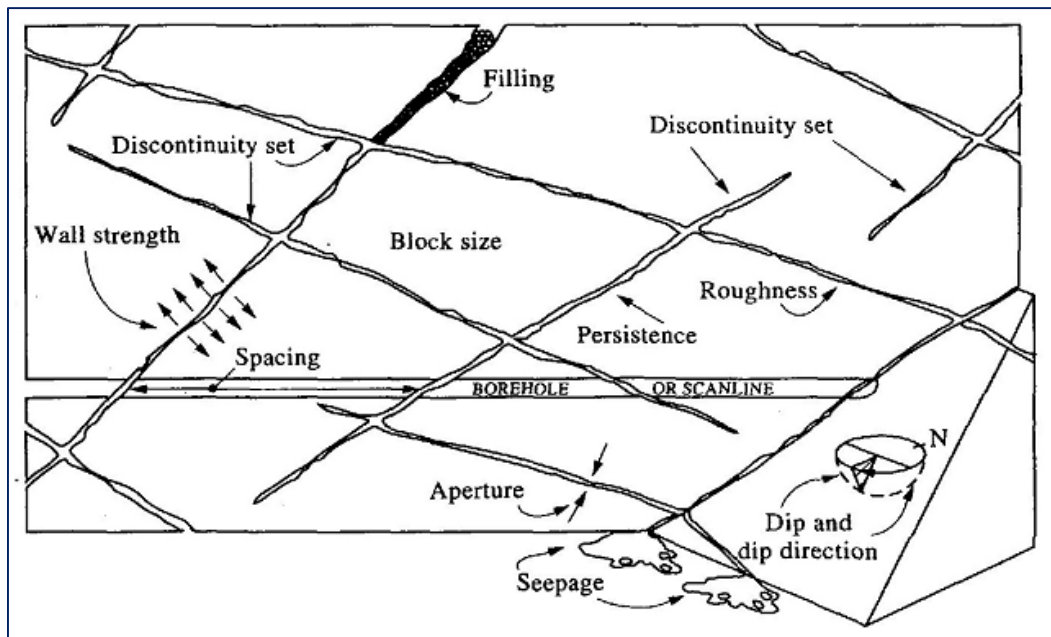 Filling
Discontinuity set
Discontinuity set
Wall strength
Block size
Roughness
Persistence
Spacing
BOREHOLE OR SCANLINE
N
Aperture
Dip and
dip direction
Seepage